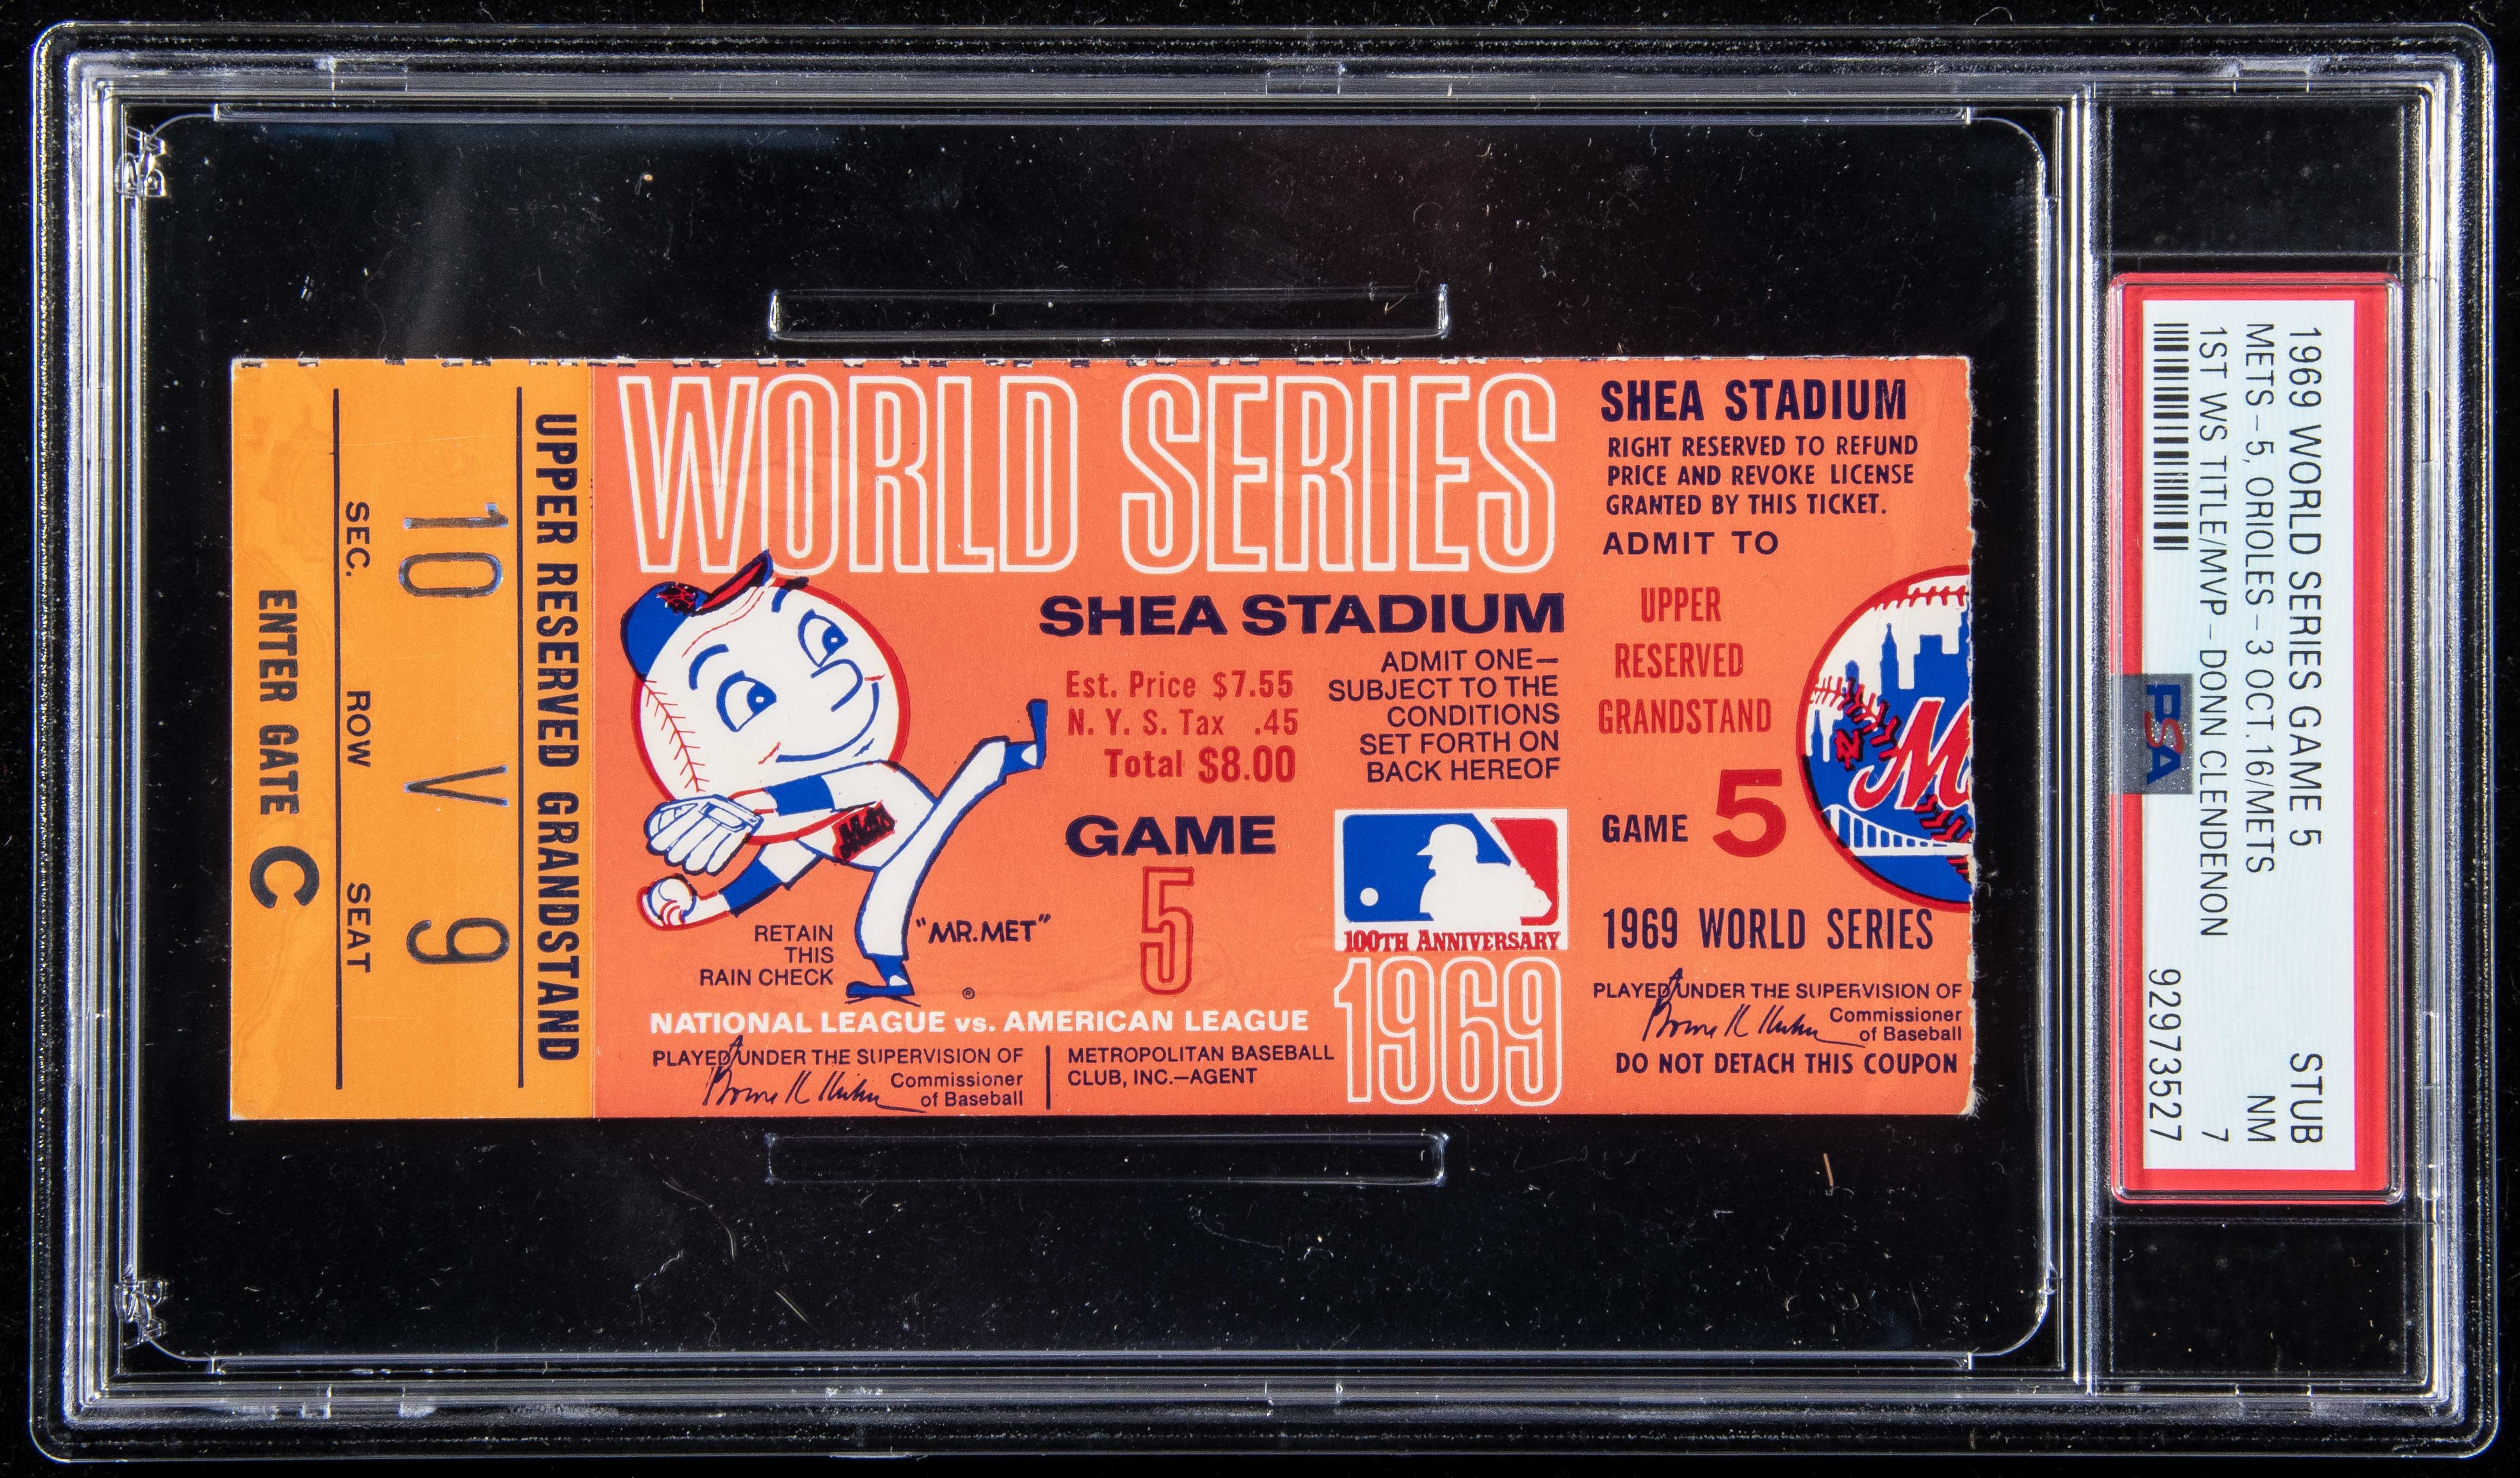 UPPER RESERVED GRANDSTAND
10 V 9
SEC. ROW SEAT
ENTER GATE C
WORLD SERIES
SHEA STADIUM
Est. Price $7.55
N. Y. S. Tax .45
Total $8.00
ADMIT ONE—
SUBJECT TO THE
CONDITIONS
SET FORTH ON
BACK HEREOF
GAME
5
Mets
RETAIN
THIS
RAIN CHECK
"MR. MET"
®
100TH ANNIVERSARY
1969
NATIONAL LEAGUE vs. AMERICAN LEAGUE
PLAYED UNDER THE SUPERVISION OF
Bowie K Kuhn
Commissioner
of Baseball
METROPOLITAN BASEBALL
CLUB, INC.—AGENT
SHEA STADIUM
RIGHT RESERVED TO REFUND
PRICE AND REVOKE LICENSE
GRANTED BY THIS TICKET.
ADMIT TO
UPPER
RESERVED
GRANDSTAND
GAME 5
NY
M
1969 WORLD SERIES
PLAYED UNDER THE SUPERVISION OF
Bowie K Kuhn
Commissioner
of Baseball
DO NOT DETACH THIS COUPON
1969 WORLD SERIES GAME 5 STUB
METS-5, ORIOLES-3 OCT.16/METS NM
1ST WS TITLE/MVP-DONN CLENDENON 7
PSA
92973527